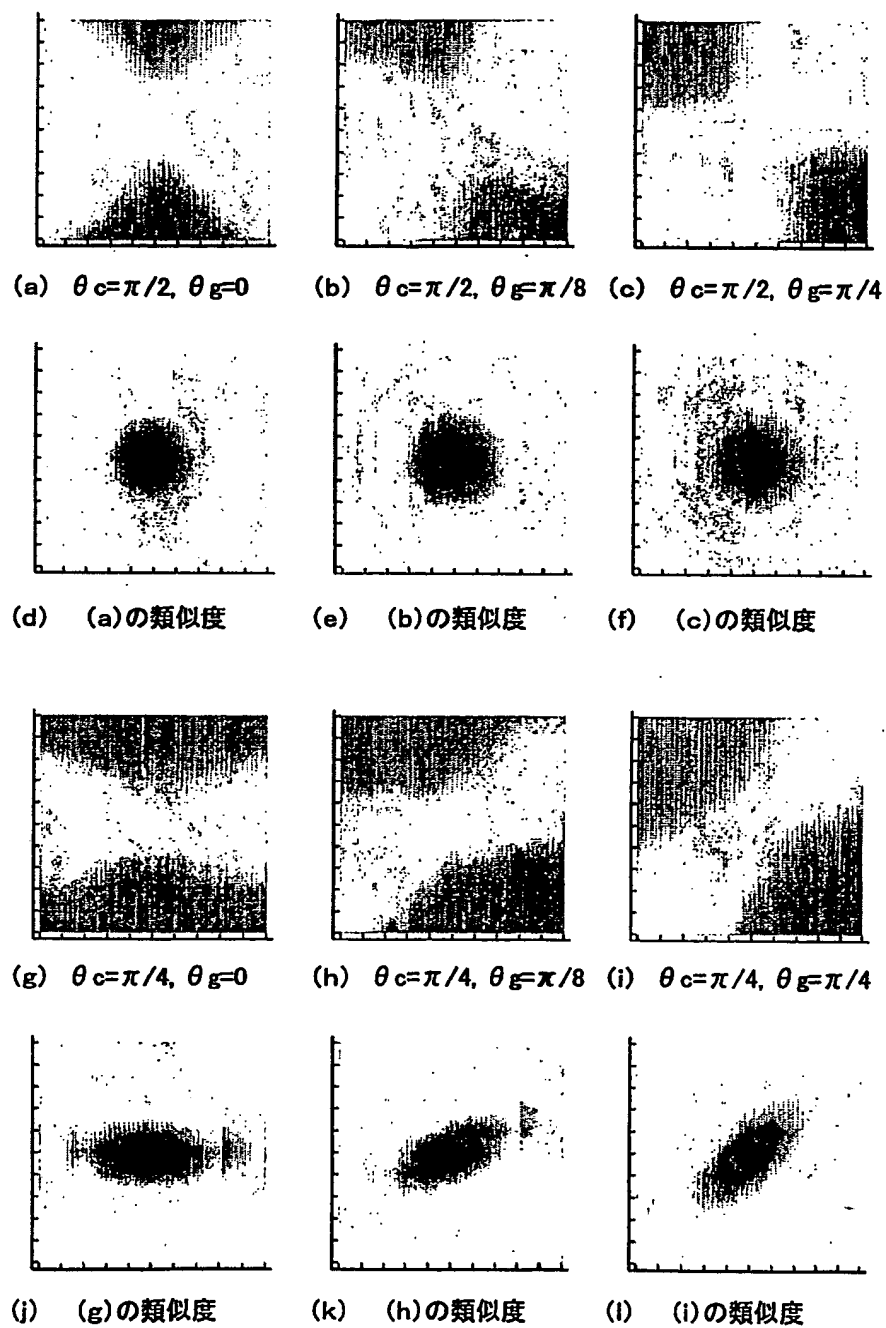 (a) θc=π/2, θg=0
(b) θc=π/2, θg=π/8
(c) θc=π/2, θg=π/4
(d) (a)の類似度
(e) (b)の類似度
(f) (c)の類似度
(g) θc=π/4, θg=0
(h) θc=π/4, θg=π/8
(i) θc=π/4, θg=π/4
(j) (g)の類似度
(k) (h)の類似度
(l) (i)の類似度